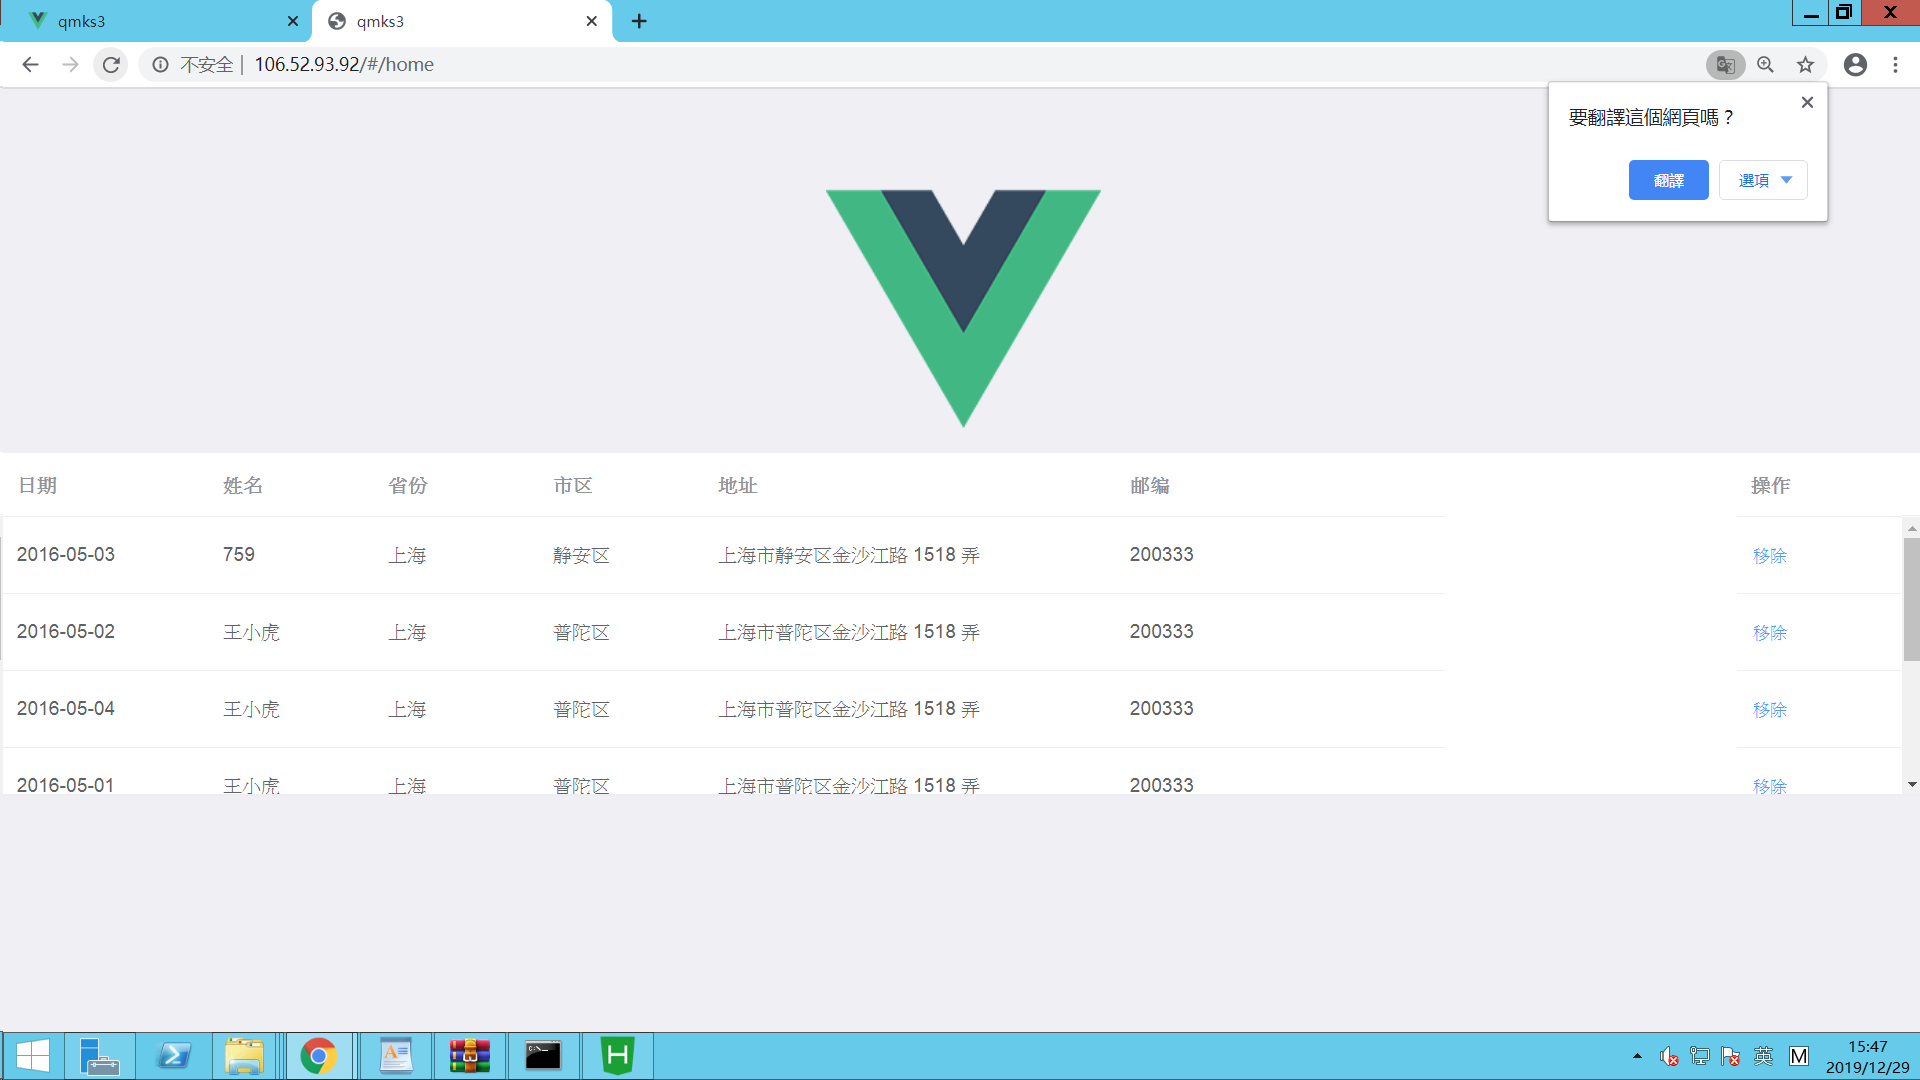 qmks3
qmks3
不安全 | 106.52.93.92/#/home
要翻譯這個網頁嗎？
翻譯
選項
日期 姓名 省份 市区 地址 邮编 操作
2016-05-03 759 上海 静安区 上海市静安区金沙江路 1518 弄 200333 移除
2016-05-02 王小虎 上海 普陀区 上海市普陀区金沙江路 1518 弄 200333 移除
2016-05-04 王小虎 上海 普陀区 上海市普陀区金沙江路 1518 弄 200333 移除
2016-05-01 王小虎 上海 普陀区 上海市普陀区金沙江路 1518 弄 200333 移除
英 M
15:47
2019/12/29